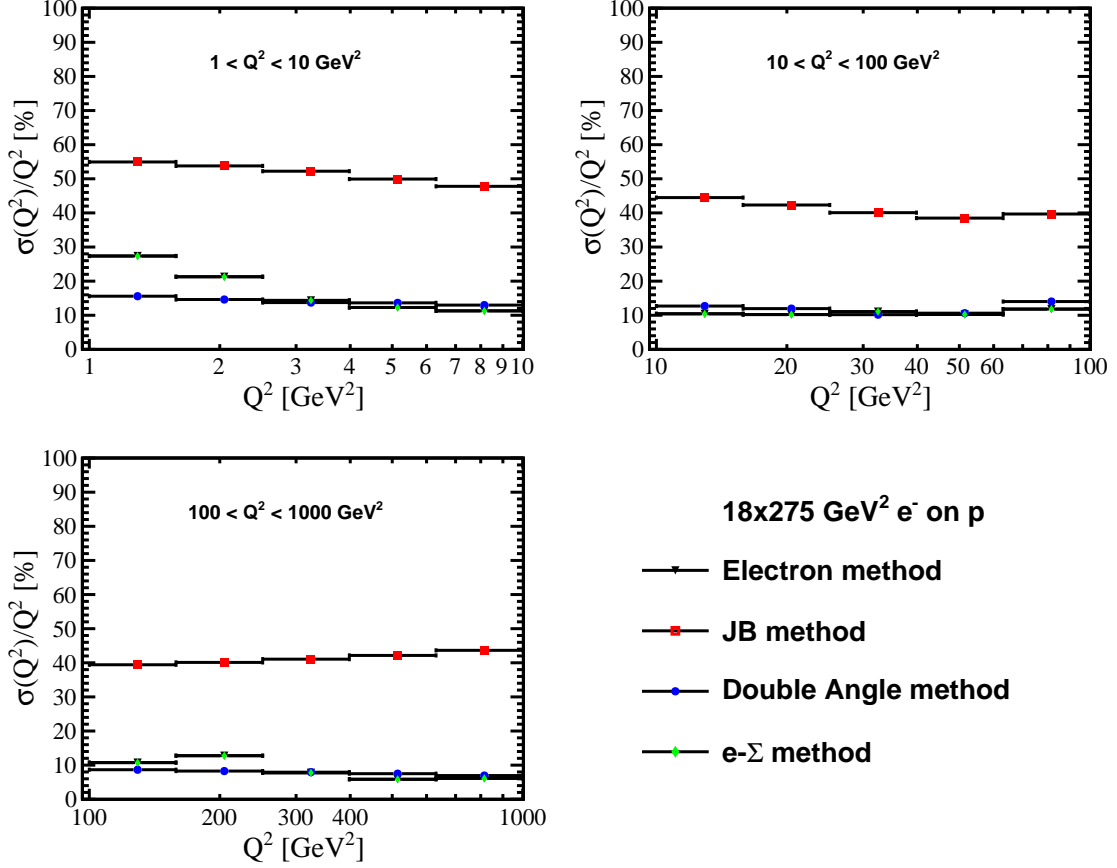 1 < Q² < 10 GeV²
σ(Q²)/Q² [%]
100
90
80
70
60
50
40
30
20
10
0
1 2 3 4 5 6 7 8 9 10
Q² [GeV²]
10 < Q² < 100 GeV²
σ(Q²)/Q² [%]
100
90
80
70
60
50
40
30
20
10
0
10 20 30 40 50 60 100
Q² [GeV²]
100 < Q² < 1000 GeV²
σ(Q²)/Q² [%]
100
90
80
70
60
50
40
30
20
10
0
100 200 300 400 1000
Q² [GeV²]
18x275 GeV² e⁻ on p
Electron method
JB method
Double Angle method
e-Σ method